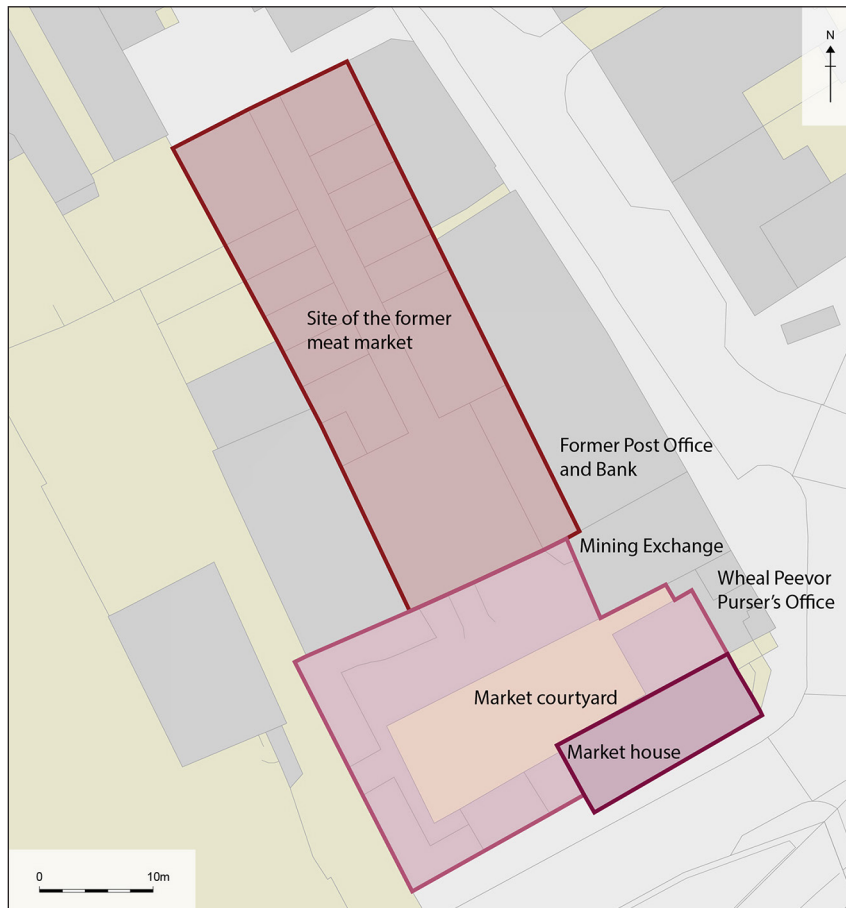 N
Site of the former
meat market
Former Post Office
and Bank
Mining Exchange
Wheal Peevor
Purser’s Office
Market courtyard
Market house
0 10m